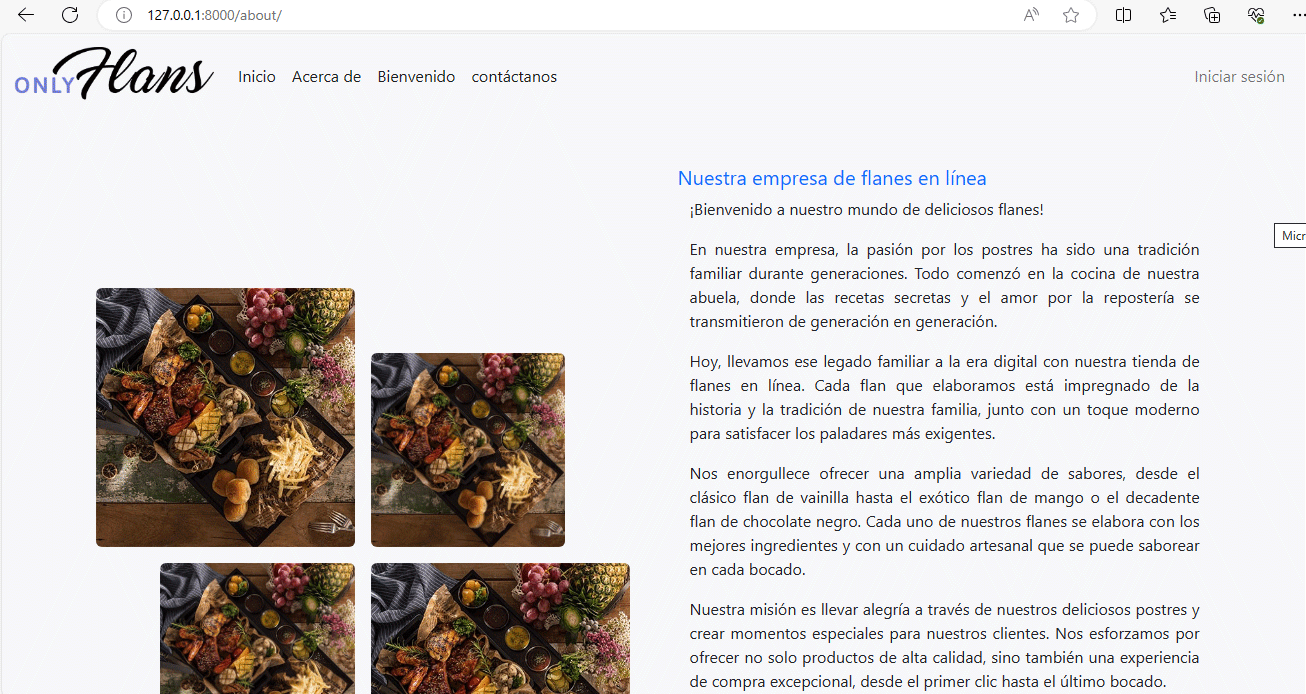 127.0.0.1:8000/about/
ONLY Flans
Inicio Acerca de Bienvenido contáctanos
Iniciar sesión
Nuestra empresa de flanes en línea
¡Bienvenido a nuestro mundo de deliciosos flanes!
Micr
En nuestra empresa, la pasión por los postres ha sido una tradición
familiar durante generaciones. Todo comenzó en la cocina de nuestra
abuela, donde las recetas secretas y el amor por la repostería se
transmitieron de generación en generación.
Hoy, llevamos ese legado familiar a la era digital con nuestra tienda de
flanes en línea. Cada flan que elaboramos está impregnado de la
historia y la tradición de nuestra familia, junto con un toque moderno
para satisfacer los paladares más exigentes.
Nos enorgullece ofrecer una amplia variedad de sabores, desde el
clásico flan de vainilla hasta el exótico flan de mango o el decadente
flan de chocolate negro. Cada uno de nuestros flanes se elabora con los
mejores ingredientes y con un cuidado artesanal que se puede saborear
en cada bocado.
Nuestra misión es llevar alegría a través de nuestros deliciosos postres y
crear momentos especiales para nuestros clientes. Nos esforzamos por
ofrecer no solo productos de alta calidad, sino también una experiencia
de compra excepcional, desde el primer clic hasta el último bocado.